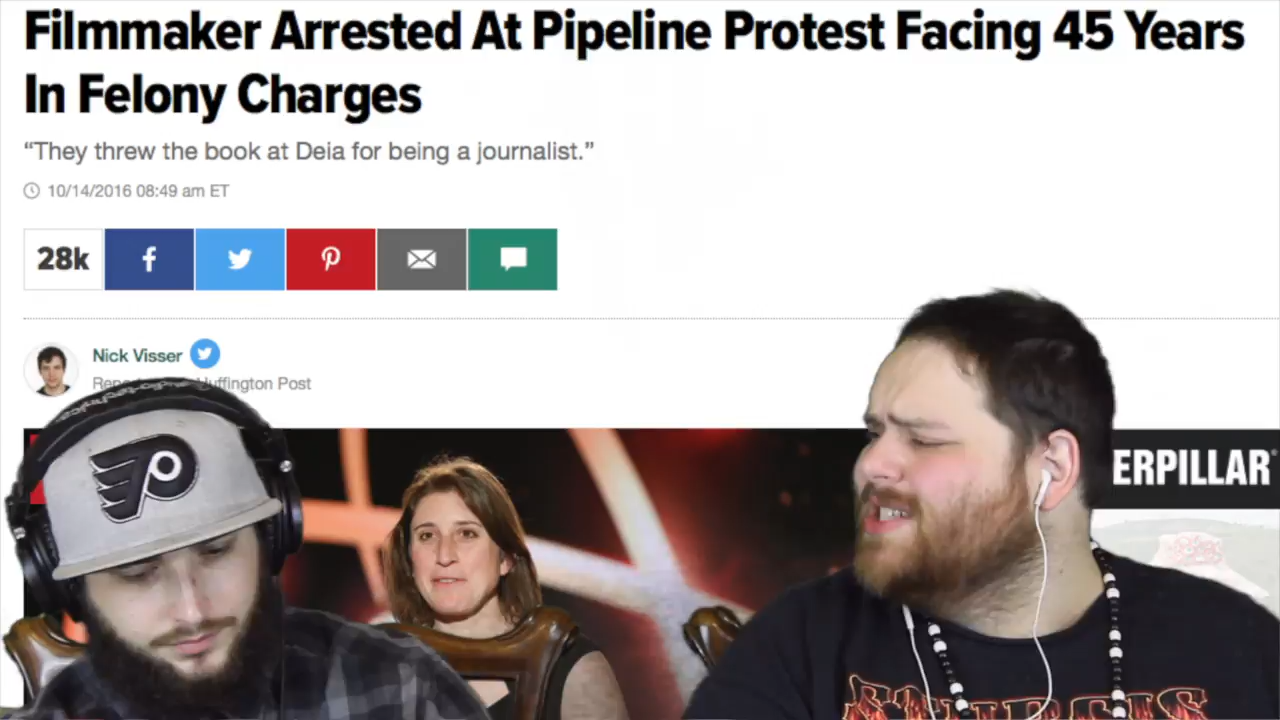 Filmmaker Arrested At Pipeline Protest Facing 45 Years
In Felony Charges
“They threw the book at Deia for being a journalist.”
10/14/2016 08:49 am ET
28k
Nick Visser
Huffington Post
ERPILLAR